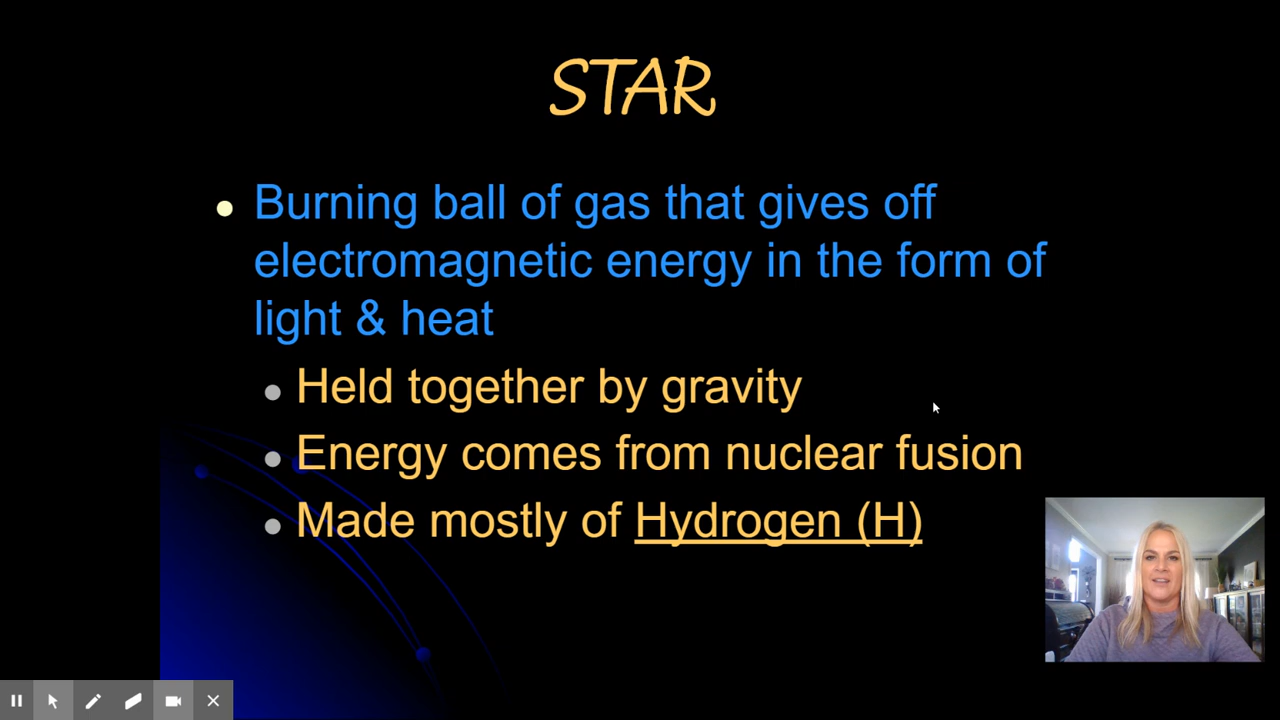 STAR
Burning ball of gas that gives off
electromagnetic energy in the form of
light & heat
Held together by gravity
Energy comes from nuclear fusion
Made mostly of Hydrogen (H)